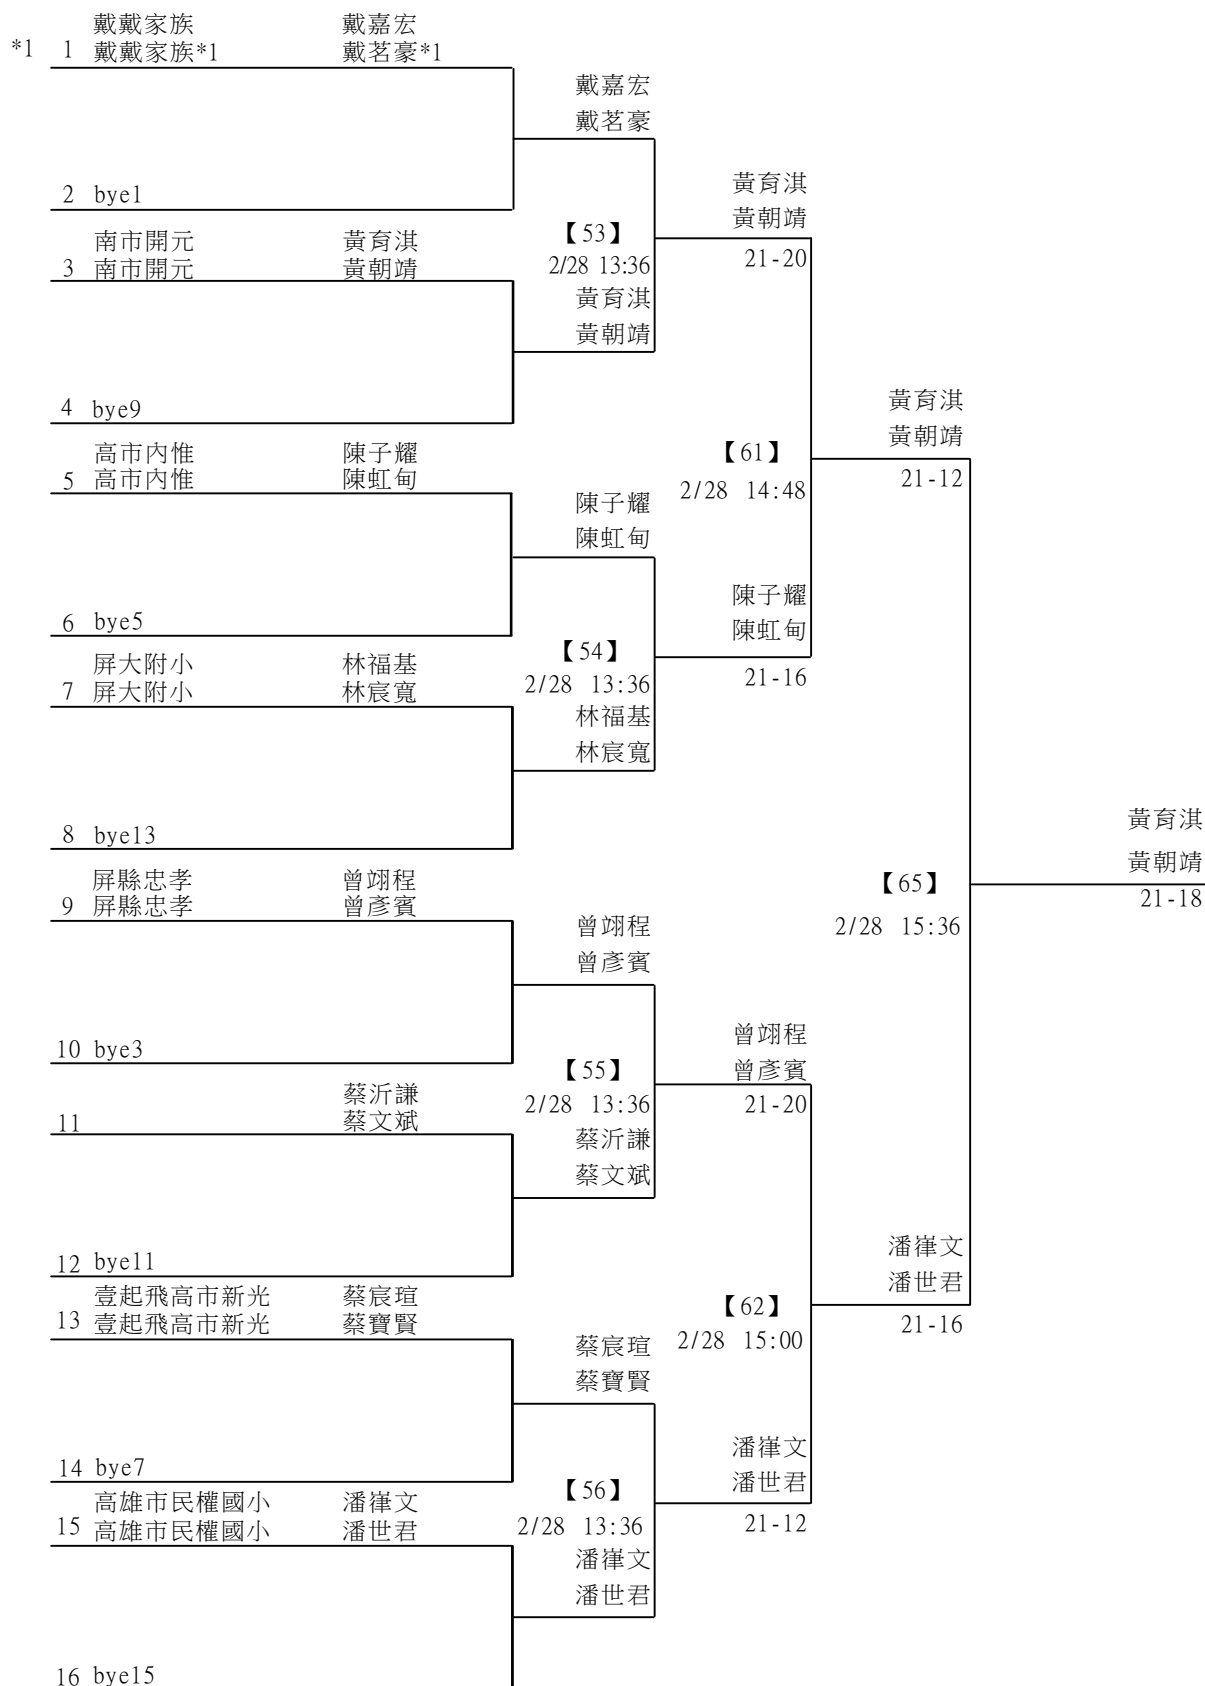 戴戴家族 戴嘉宏
*1 1 戴戴家族*1 戴茗豪*1
戴嘉宏
戴茗豪
2 bye1
黃育淇
黃朝靖
21-20
南市開元 黃育淇
3 南市開元 黃朝靖
【53】
2/28 13:36
黃育淇
黃朝靖
4 bye9
黃育淇
黃朝靖
21-12
高市內惟 陳子耀
5 高市內惟 陳虹甸
【61】
2/28 14:48
陳子耀
陳虹甸
6 bye5
陳子耀
陳虹甸
21-16
屏大附小 林福基
7 屏大附小 林宸寬
【54】
2/28 13:36
林福基
林宸寬
8 bye13
黃育淇
黃朝靖
21-18
屏縣忠孝 曾翊程
9 屏縣忠孝 曾彥賓
【65】
2/28 15:36
曾翊程
曾彥賓
10 bye3
曾翊程
曾彥賓
21-20
蔡沂謙
11 蔡文斌
【55】
2/28 13:36
蔡沂謙
蔡文斌
12 bye11
潘嵂文
潘世君
21-16
壹起飛高市新光 蔡宸瑄
13 壹起飛高市新光 蔡寶賢
【62】
2/28 15:00
蔡宸瑄
蔡寶賢
14 bye7
潘嵂文
潘世君
21-12
高雄市民權國小 潘嵂文
15 高雄市民權國小 潘世君
【56】
2/28 13:36
潘嵂文
潘世君
16 bye15